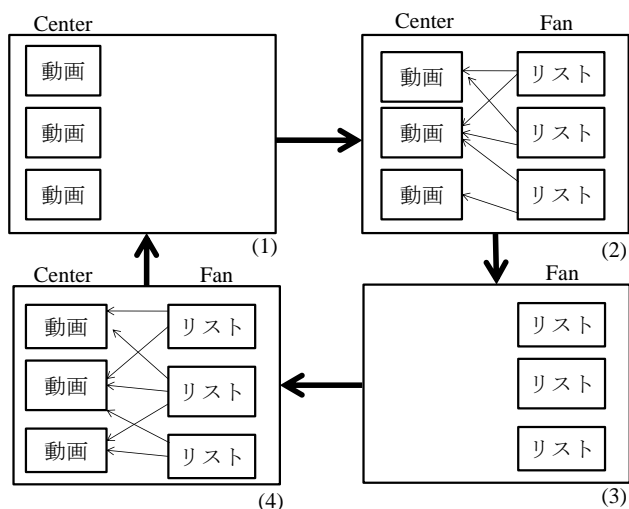 Center
動画
動画
動画
(1)
Center Fan
動画 リスト
動画 リスト
動画 リスト
(2)
Center Fan
動画 リスト
動画 リスト
動画 リスト
(4)
Fan
リスト
リスト
リスト
(3)